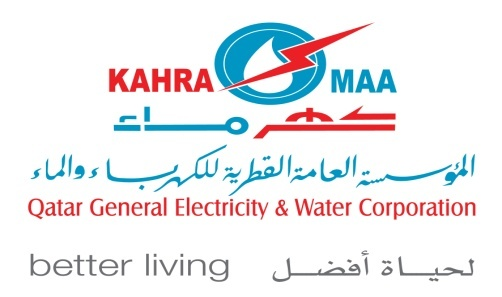 KAHRA MAA
كهرماء
المؤسسة العامة القطرية للكهرباء والماء
Qatar General Electricity & Water Corporation
better living لحياة أفضل